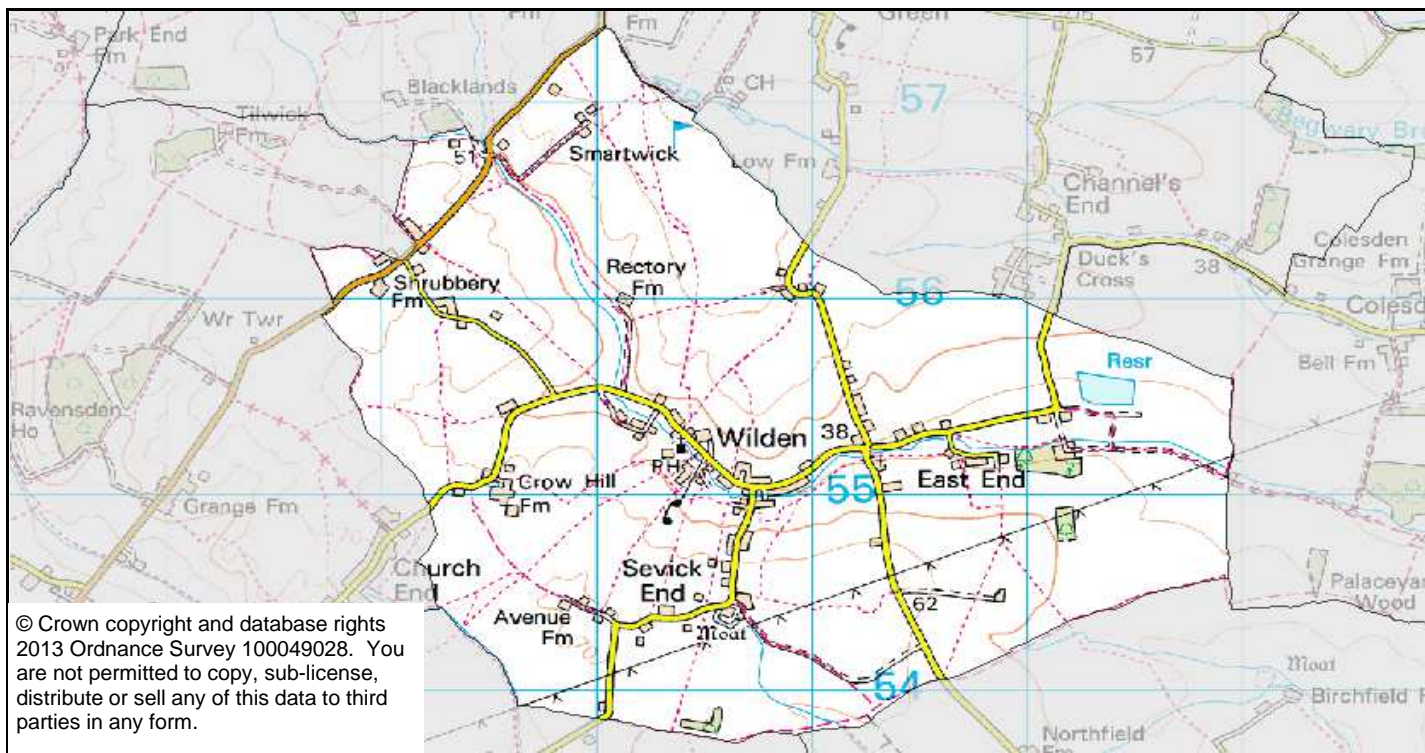 Fm
Fm
Green
Park End
Fm
57
Blacklands
CH
57
Tilwick
Fm
51
Smartwick
Low Fm
Channel's
End
Colesden
Grange Fm
Shrubbery
Fm
Rectory
Fm
56
Duck's
Cross
38
Wr Twr
Resr
Bell Fm
Ravensden
Ho
Wilden
38
PH
Crow Hill
Fm
55
East End
Grange Fm
Church
End
Sevick
End
62
Avenue
Fm
Moat
54
Palaceyar
Wood
Moat
Birchfield
Northfield
Fm
© Crown copyright and database rights
2013 Ordnance Survey 100049028. You
are not permitted to copy, sub-license,
distribute or sell any of this data to third
parties in any form.